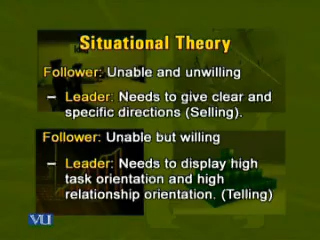 Situational Theory
Follower: Unable and unwilling
– Leader: Needs to give clear and
specific directions (Selling).
Follower: Unable but willing
– Leader: Needs to display high
task orientation and high
relationship orientation. (Telling)
VU